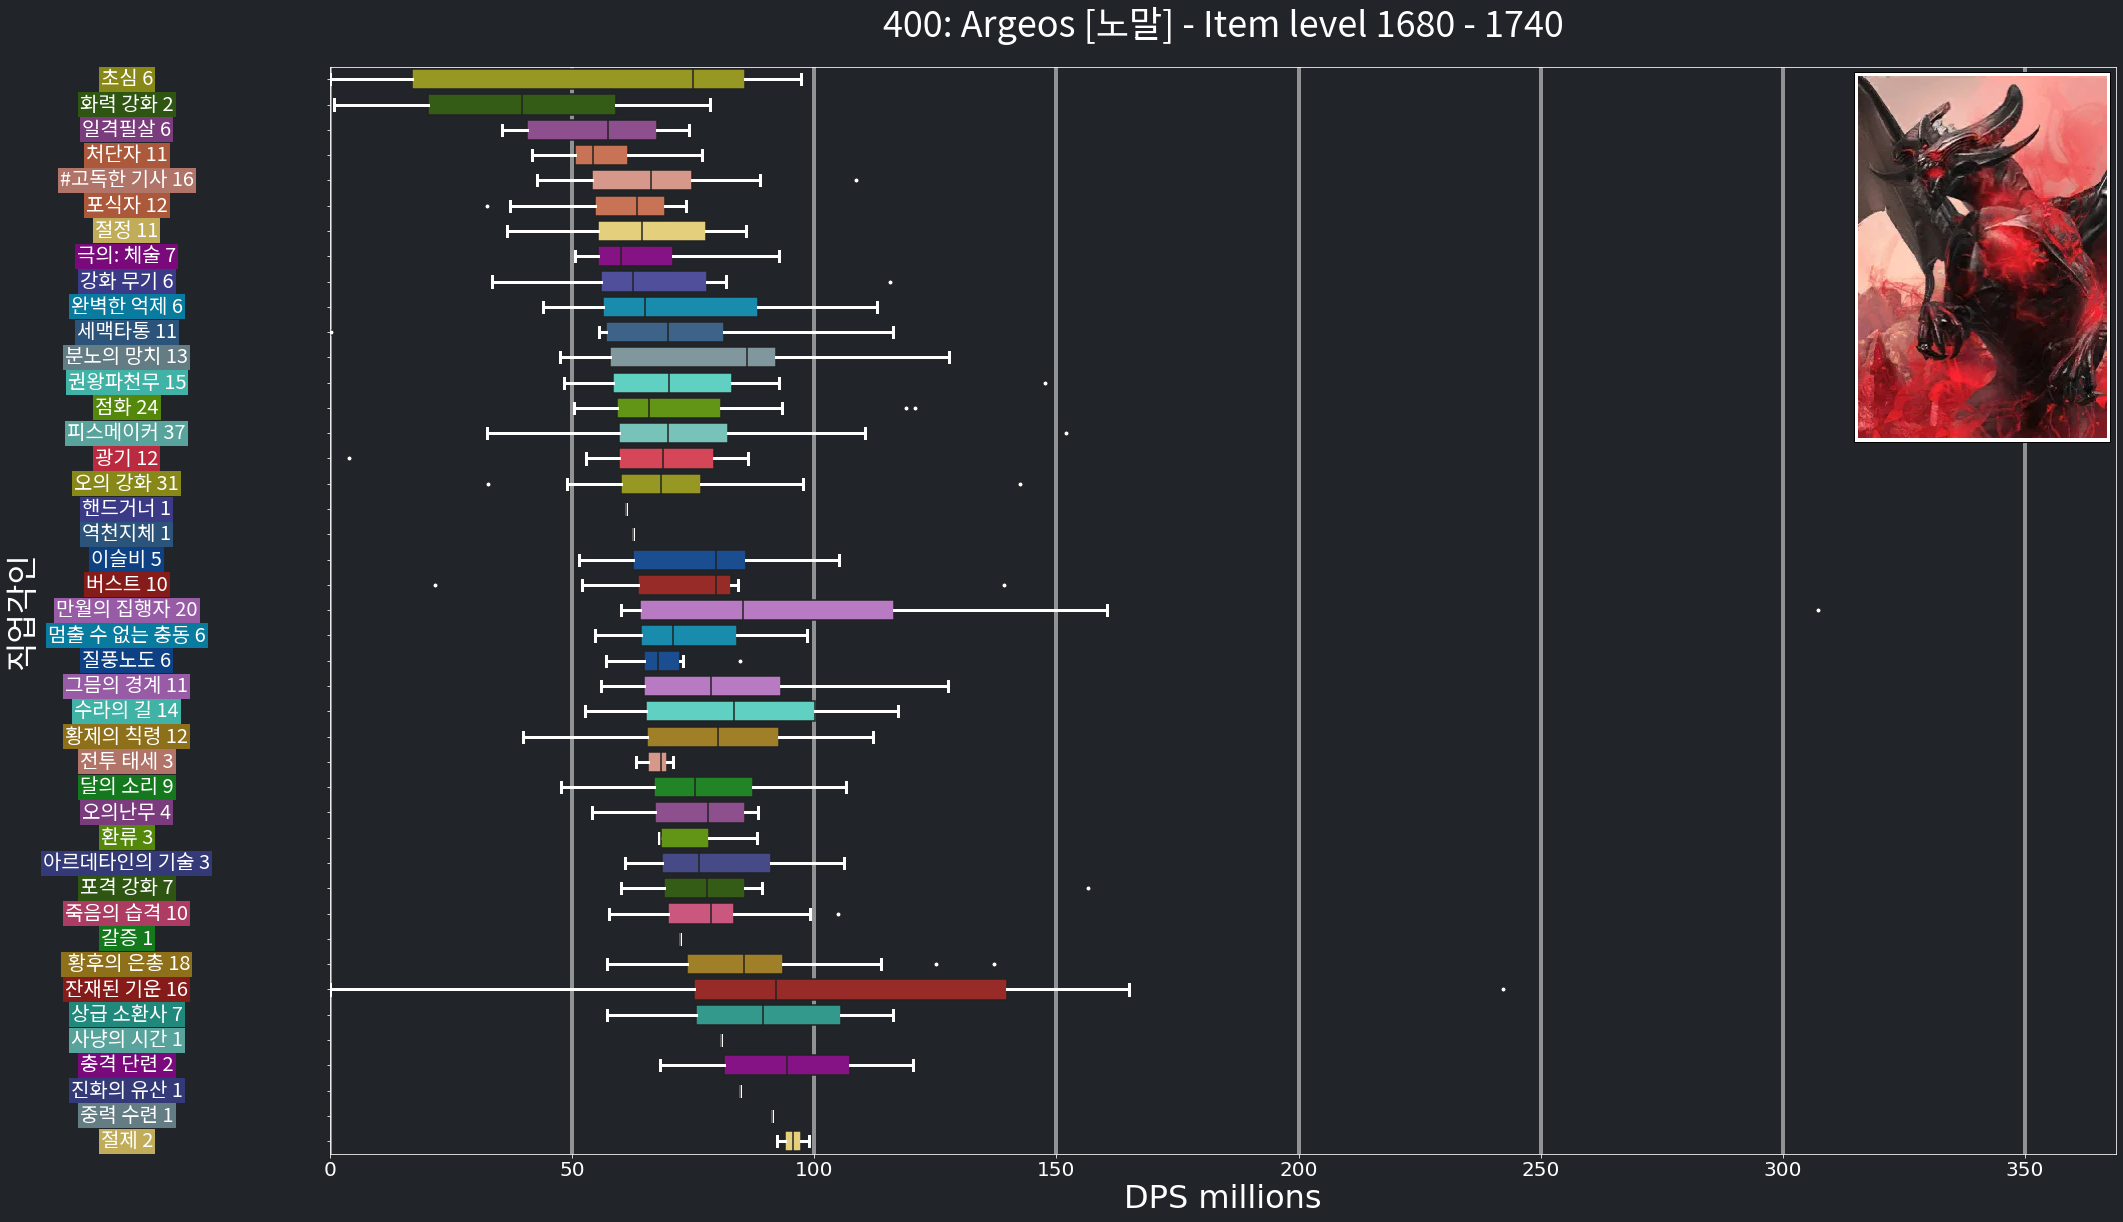 400: Argeos [노말] - Item level 1680 - 1740
초심 6
화력 강화 2
일격필살 6
처단자 11
#고독한 기사 16
포식자 12
절정 11
극의: 체술 7
강화 무기 6
완벽한 억제 6
세맥타통 11
분노의 망치 13
권왕파천무 15
점화 24
피스메이커 37
광기 12
오의 강화 31
핸드거너 1
역천지체 1
이슬비 5
버스트 10
만월의 집행자 20
멈출 수 없는 충동 6
질풍노도 6
그믐의 경계 11
수라의 길 14
황제의 칙령 12
전투 태세 3
달의 소리 9
오의난무 4
환류 3
아르데타인의 기술 3
포격 강화 7
죽음의 습격 10
갈증 1
황후의 은총 18
잔재된 기운 16
상급 소환사 7
사냥의 시간 1
충격 단련 2
진화의 유산 1
중력 수련 1
절제 2
직업각인
0 50 100 150 200 250 300 350
DPS millions